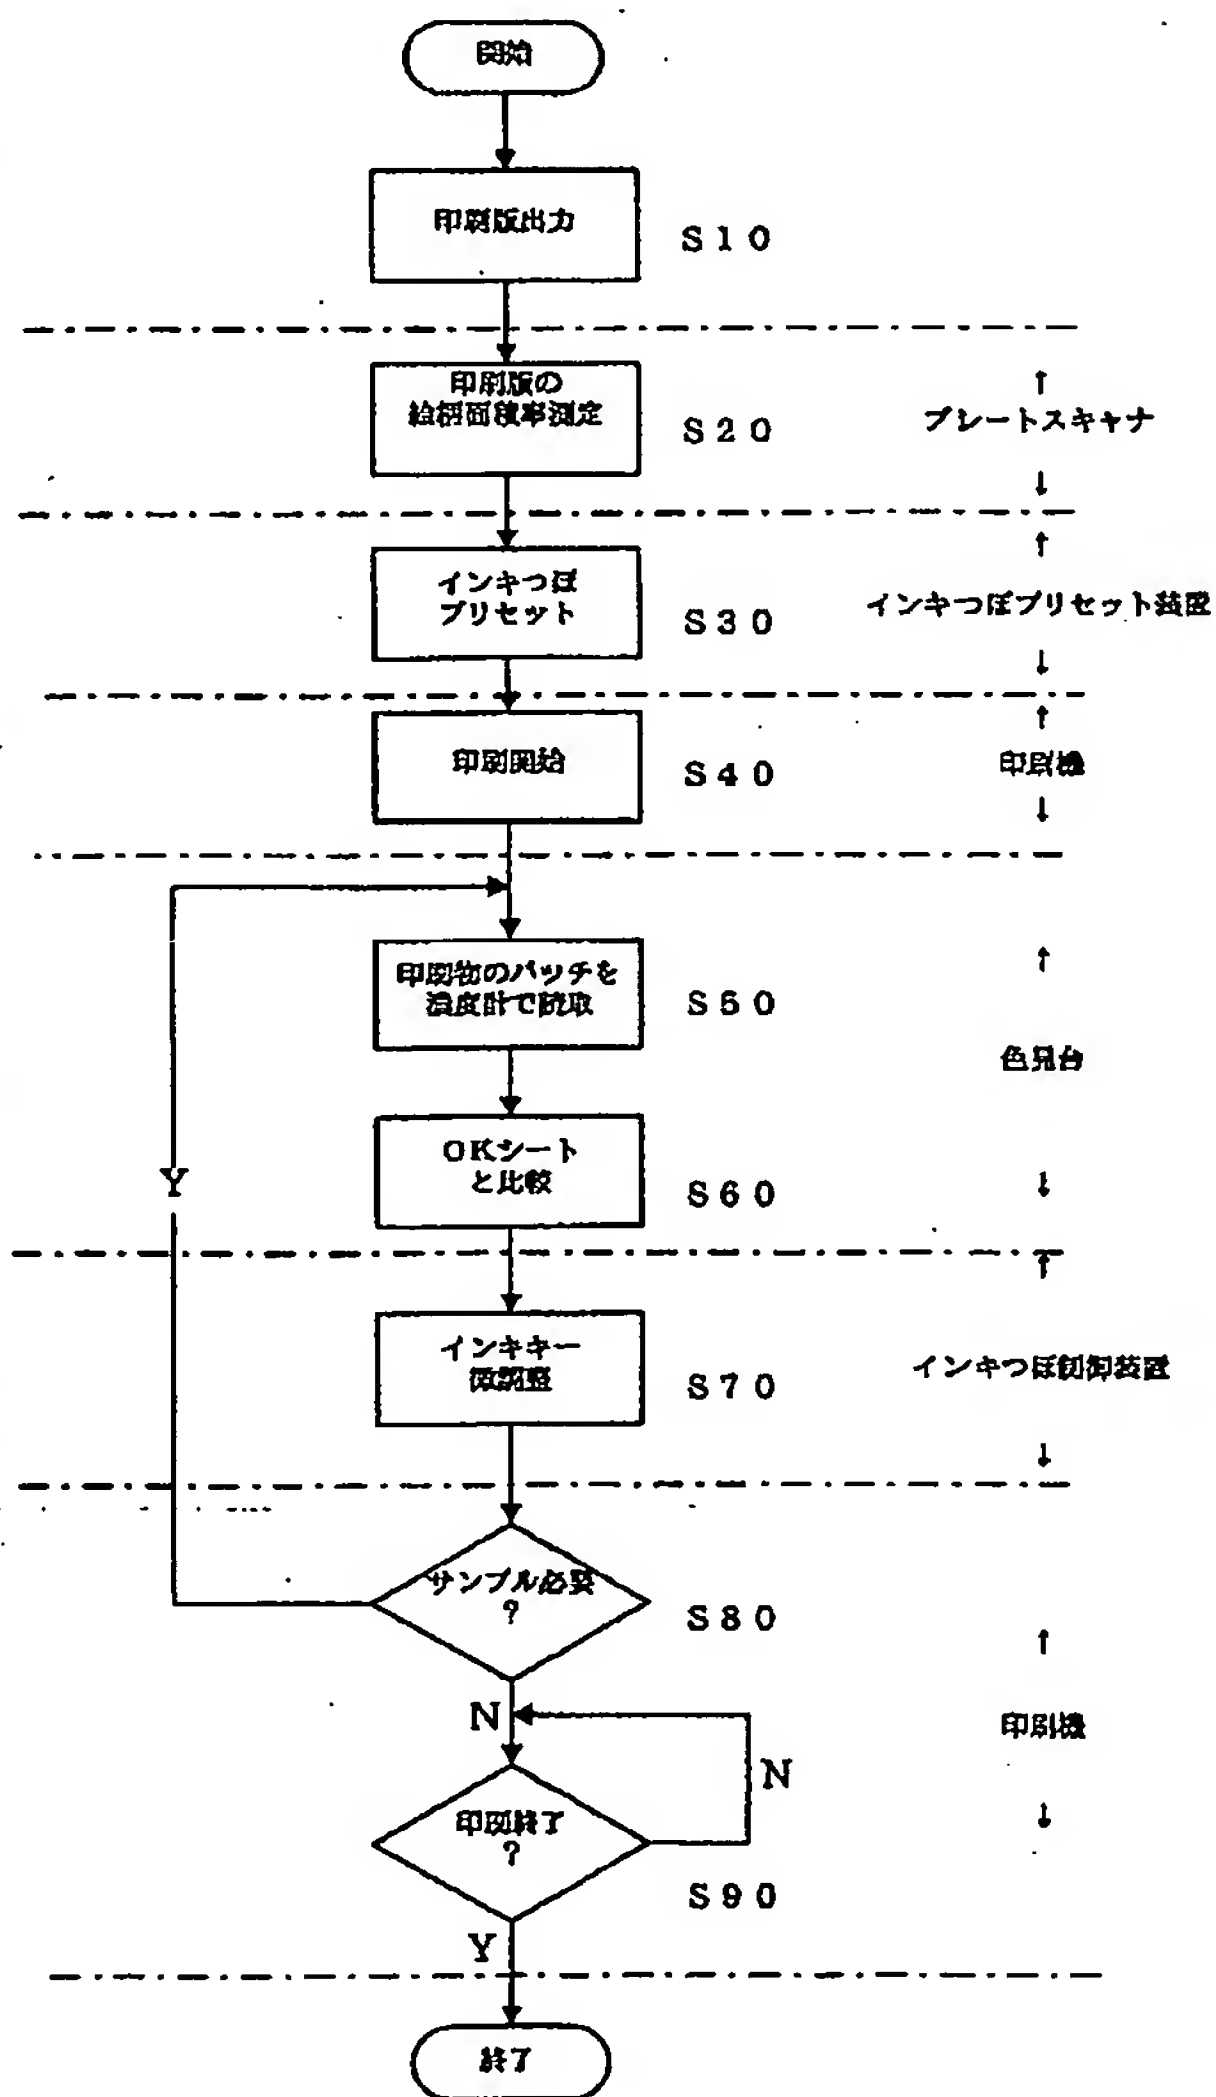 開始
印刷版出力
S10
印刷版の
絵柄面積率測定
S20
↑
プレートスキャナ
↓
インキつぼ
プリセット
S30
↑
インキつぼプリセット装置
↓
印刷開始
S40
↑
印刷機
↓
印刷物のパッチを
濃度計で読取
S50
↑
色見台
↓
OKシート
と比較
S60
Y
インキキー
微調整
S70
↑
インキつぼ制御装置
↓
サンプル必要
?
S80
↑
印刷機
↓
N
N
印刷終了
?
S90
Y
終了